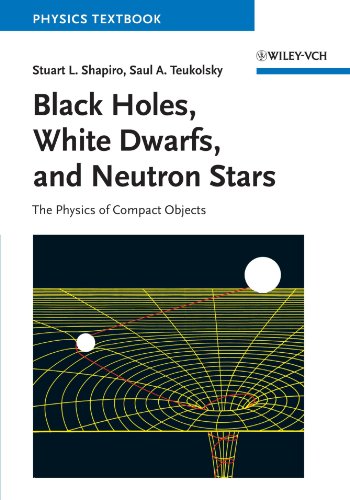 PHYSICS TEXTBOOK
Stuart L. Shapiro, Saul A. Teukolsky
WILEY-VCH
Black Holes,
White Dwarfs,
and Neutron Stars
The Physics of Compact Objects